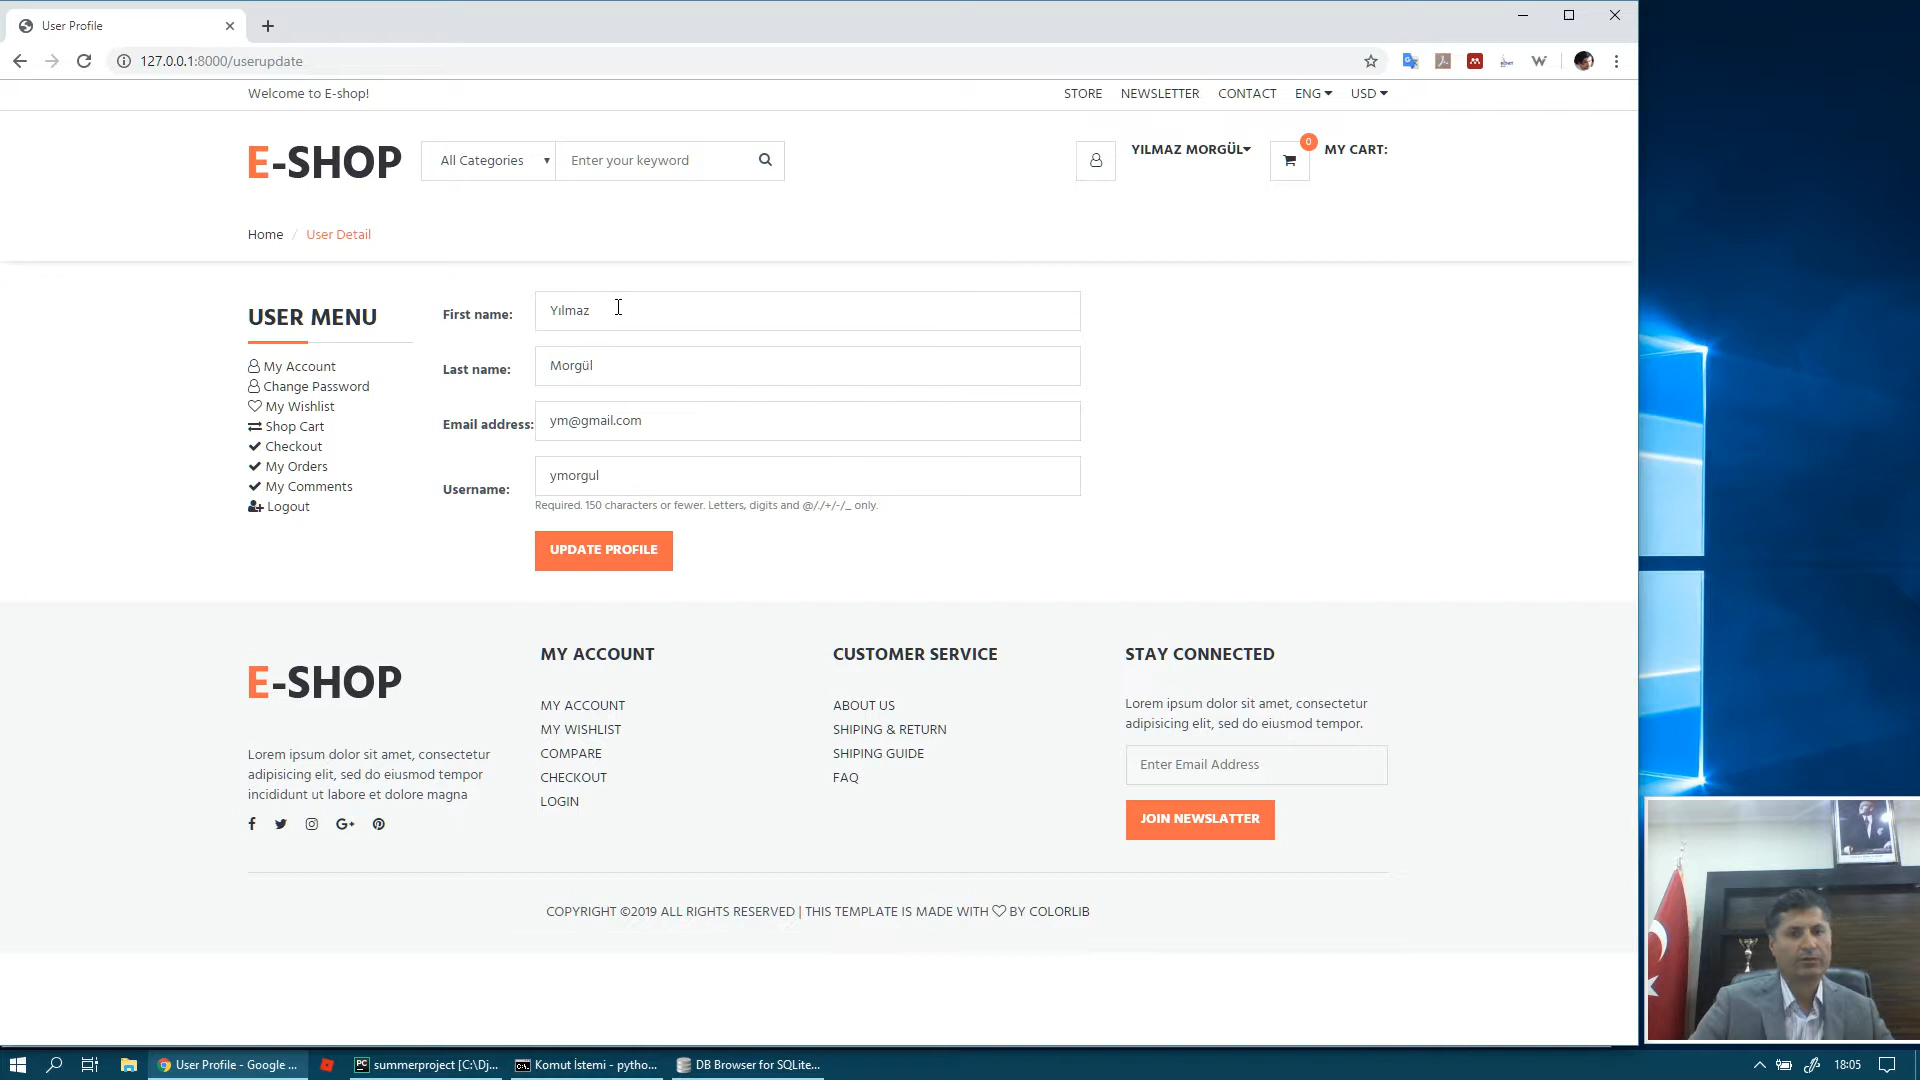 User Profile
127.0.0.1:8000/userupdate
Welcome to E-shop!
STORE NEWSLETTER CONTACT ENG USD
E-SHOP
All Categories
Enter your keyword
YILMAZ MORGÜL
0
MY CART:
Home / User Detail
USER MENU
My Account
Change Password
My Wishlist
Shop Cart
Checkout
My Orders
My Comments
Logout
First name: Yılmaz
Last name: Morgül
Email address: ym@gmail.com
Username: ymorgul
Required. 150 characters or fewer. Letters, digits and @/./+/-/_ only.
UPDATE PROFILE
E-SHOP
Lorem ipsum dolor sit amet, consectetur
adipisicing elit, sed do eiusmod tempor
incididunt ut labore et dolore magna
MY ACCOUNT
MY ACCOUNT
MY WISHLIST
COMPARE
CHECKOUT
LOGIN
CUSTOMER SERVICE
ABOUT US
SHIPING & RETURN
SHIPING GUIDE
FAQ
STAY CONNECTED
Lorem ipsum dolor sit amet, consectetur
adipisicing elit, sed do eiusmod tempor.
Enter Email Address
JOIN NEWSLATTER
COPYRIGHT ©2019 ALL RIGHTS RESERVED | THIS TEMPLATE IS MADE WITH BY COLORLIB
User Profile - Google ...
summerproject [C:\Dj...
Komut İstemi - pytho...
DB Browser for SQLite...
18:05